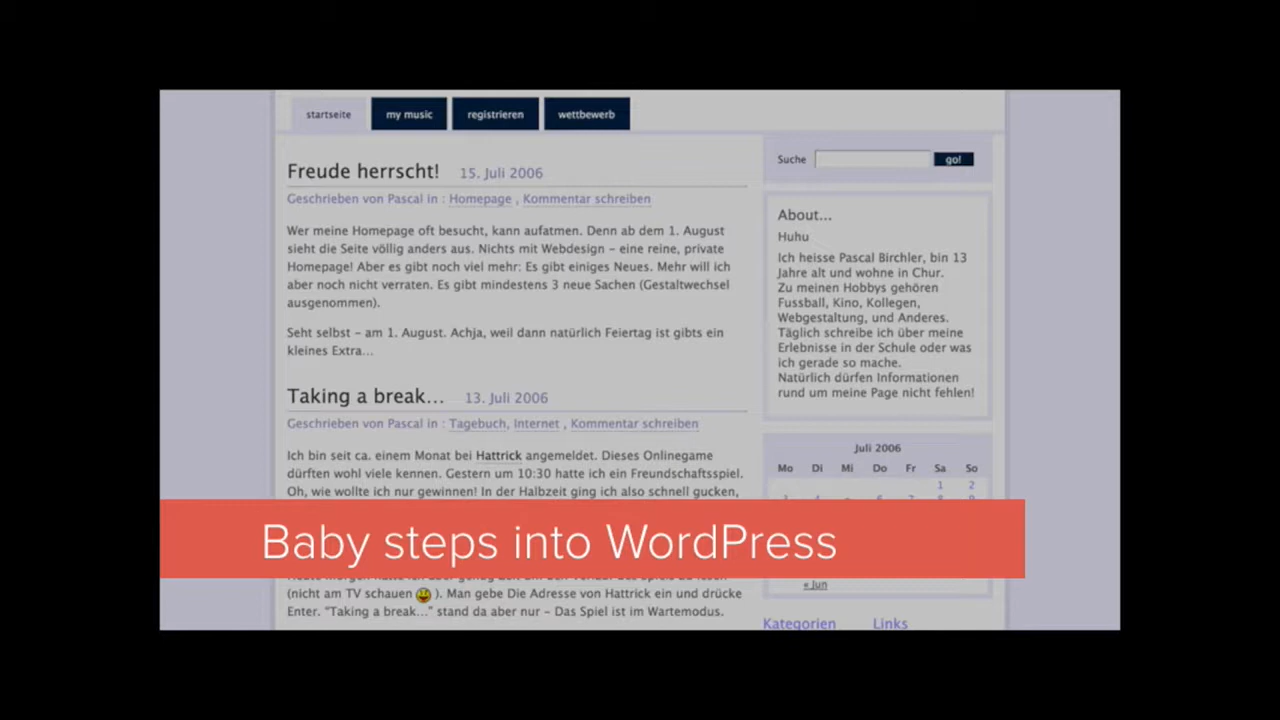 startseite my music registrieren wettbewerb
Freude herrscht! 15. Juli 2006
Geschrieben von Pascal in : Homepage , Kommentar schreiben
Wer meine Homepage oft besucht, kann aufatmen. Denn ab dem 1. August
sieht die Seite völlig anders aus. Nichts mit Webdesign – eine reine, private
Homepage! Aber es gibt noch viel mehr: Es gibt einiges Neues. Mehr will ich
aber noch nicht verraten. Es gibt mindestens 3 neue Sachen (Gestaltwechsel
ausgenommen).
Seht selbst – am 1. August. Achja, weil dann natürlich Feiertag ist gibts ein
kleines Extra...
Taking a break... 13. Juli 2006
Geschrieben von Pascal in : Tagebuch, Internet , Kommentar schreiben
Ich bin seit ca. einem Monat bei Hattrick angemeldet. Dieses Onlinegame
dürften wohl viele kennen. Gestern um 10:30 hatte ich ein Freundschaftsspiel.
Oh, wie wollte ich nur gewinnen! In der Halbzeit ging ich also schnell gucken,
Baby steps into WordPress
(nicht am TV schauen ). Man gebe Die Adresse von Hattrick ein und drücke
Enter. "Taking a break..." stand da aber nur – Das Spiel ist im Wartemodus.
Suche go!
About...
Huhu
Ich heisse Pascal Birchler, bin 13
Jahre alt und wohne in Chur.
Zu meinen Hobbys gehören
Fussball, Kino, Kollegen,
Webgestaltung, und Anderes.
Täglich schreibe ich über meine
Erlebnisse in der Schule oder was
ich gerade so mache.
Natürlich dürfen Informationen
rund um meine Page nicht fehlen!
Juli 2006
Mo Di Mi Do Fr Sa So
1 2
« Jun
Kategorien Links